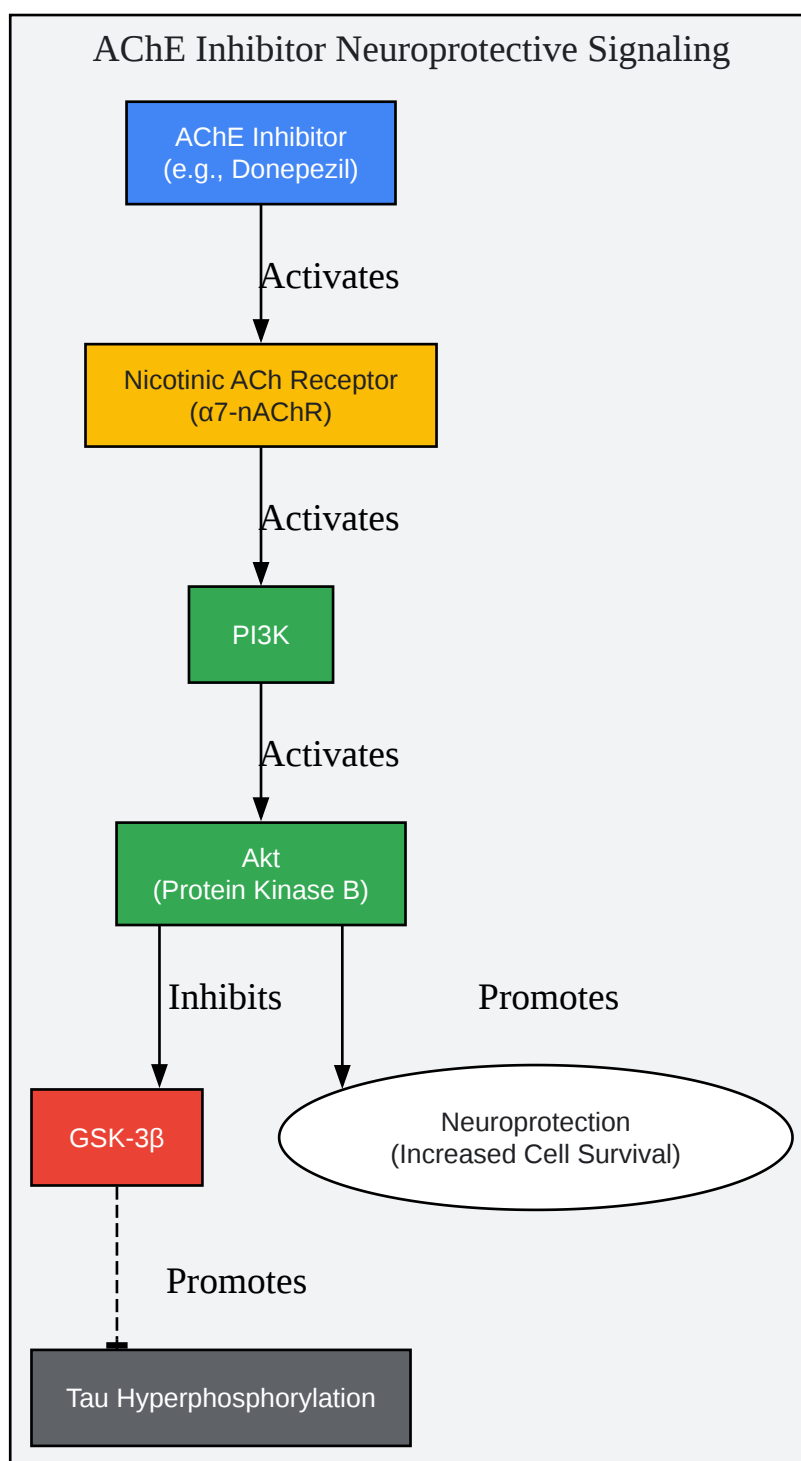 AChE Inhibitor Neuroprotective Signaling
AChE Inhibitor
(e.g., Donepezil)
Activates
Nicotinic ACh Receptor
(α7-nAChR)
Activates
PI3K
Activates
Akt
(Protein Kinase B)
Inhibits
Promotes
GSK-3β
Neuroprotection
(Increased Cell Survival)
Promotes
Tau Hyperphosphorylation